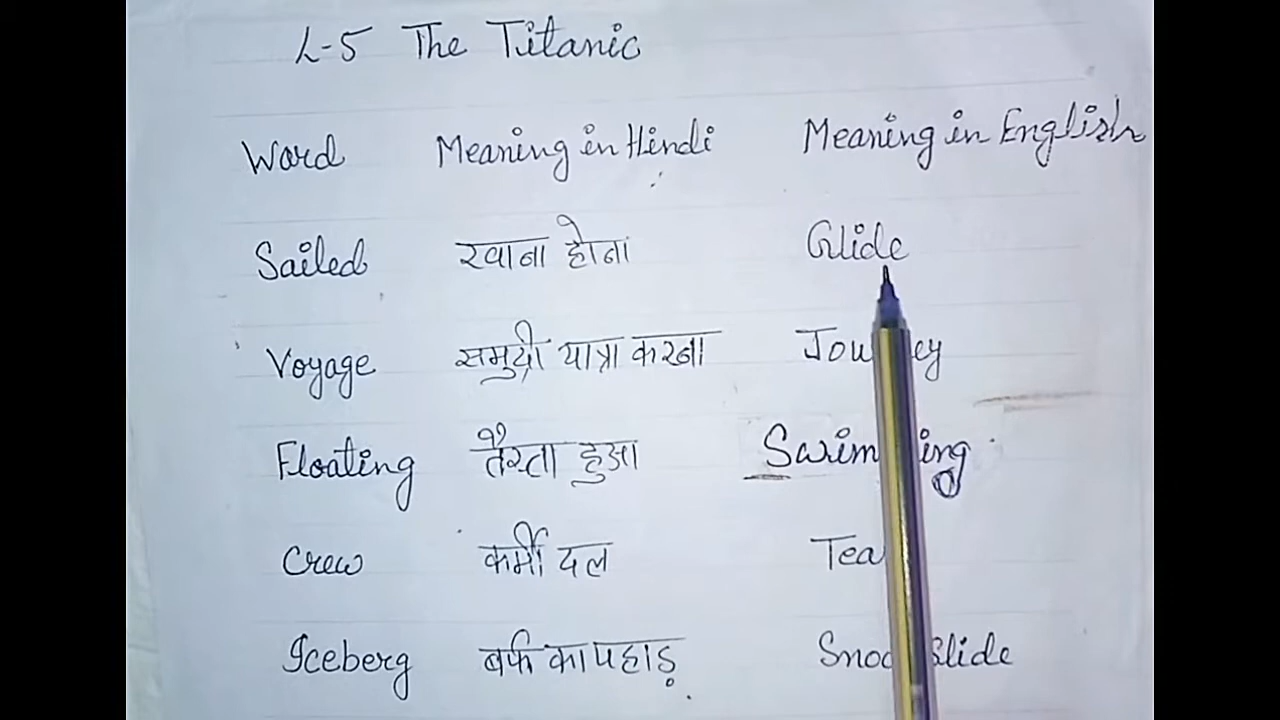 L-5 The Titanic
Word Meaning in Hindi Meaning in English
Sailed रवाना होना Glide
Voyage समुद्री यात्रा करना
Floating तैरता हुआ
Crew कर्मी दल
Iceberg बर्फ का पहाड़ Slide